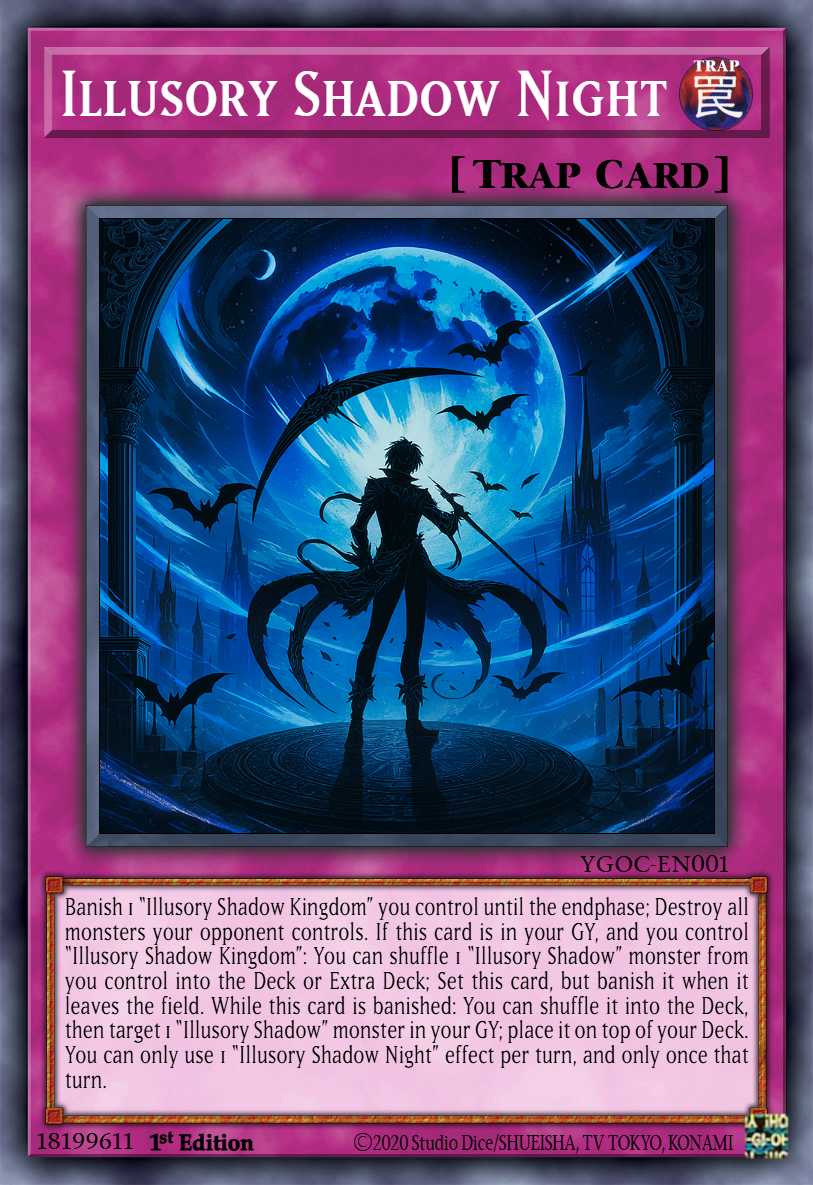 Illusory Shadow Night
TRAP
罠
[Trap Card]
YGOC-EN001
Banish 1 "Illusory Shadow Kingdom" you control until the endphase; Destroy all
monsters your opponent controls. If this card is in your GY, and you control
"Illusory Shadow Kingdom": You can shuffle 1 "Illusory Shadow" monster from
you control into the Deck or Extra Deck; Set this card, but banish it when it
leaves the field. While this card is banished: You can shuffle it into the Deck,
then target 1 "Illusory Shadow" monster in your GY; place it on top of your Deck.
You can only use 1 "Illusory Shadow Night" effect per turn, and only once that
turn.
18199611 1st Edition ©2020 Studio Dice/SHUEISHA, TV TOKYO, KONAMI